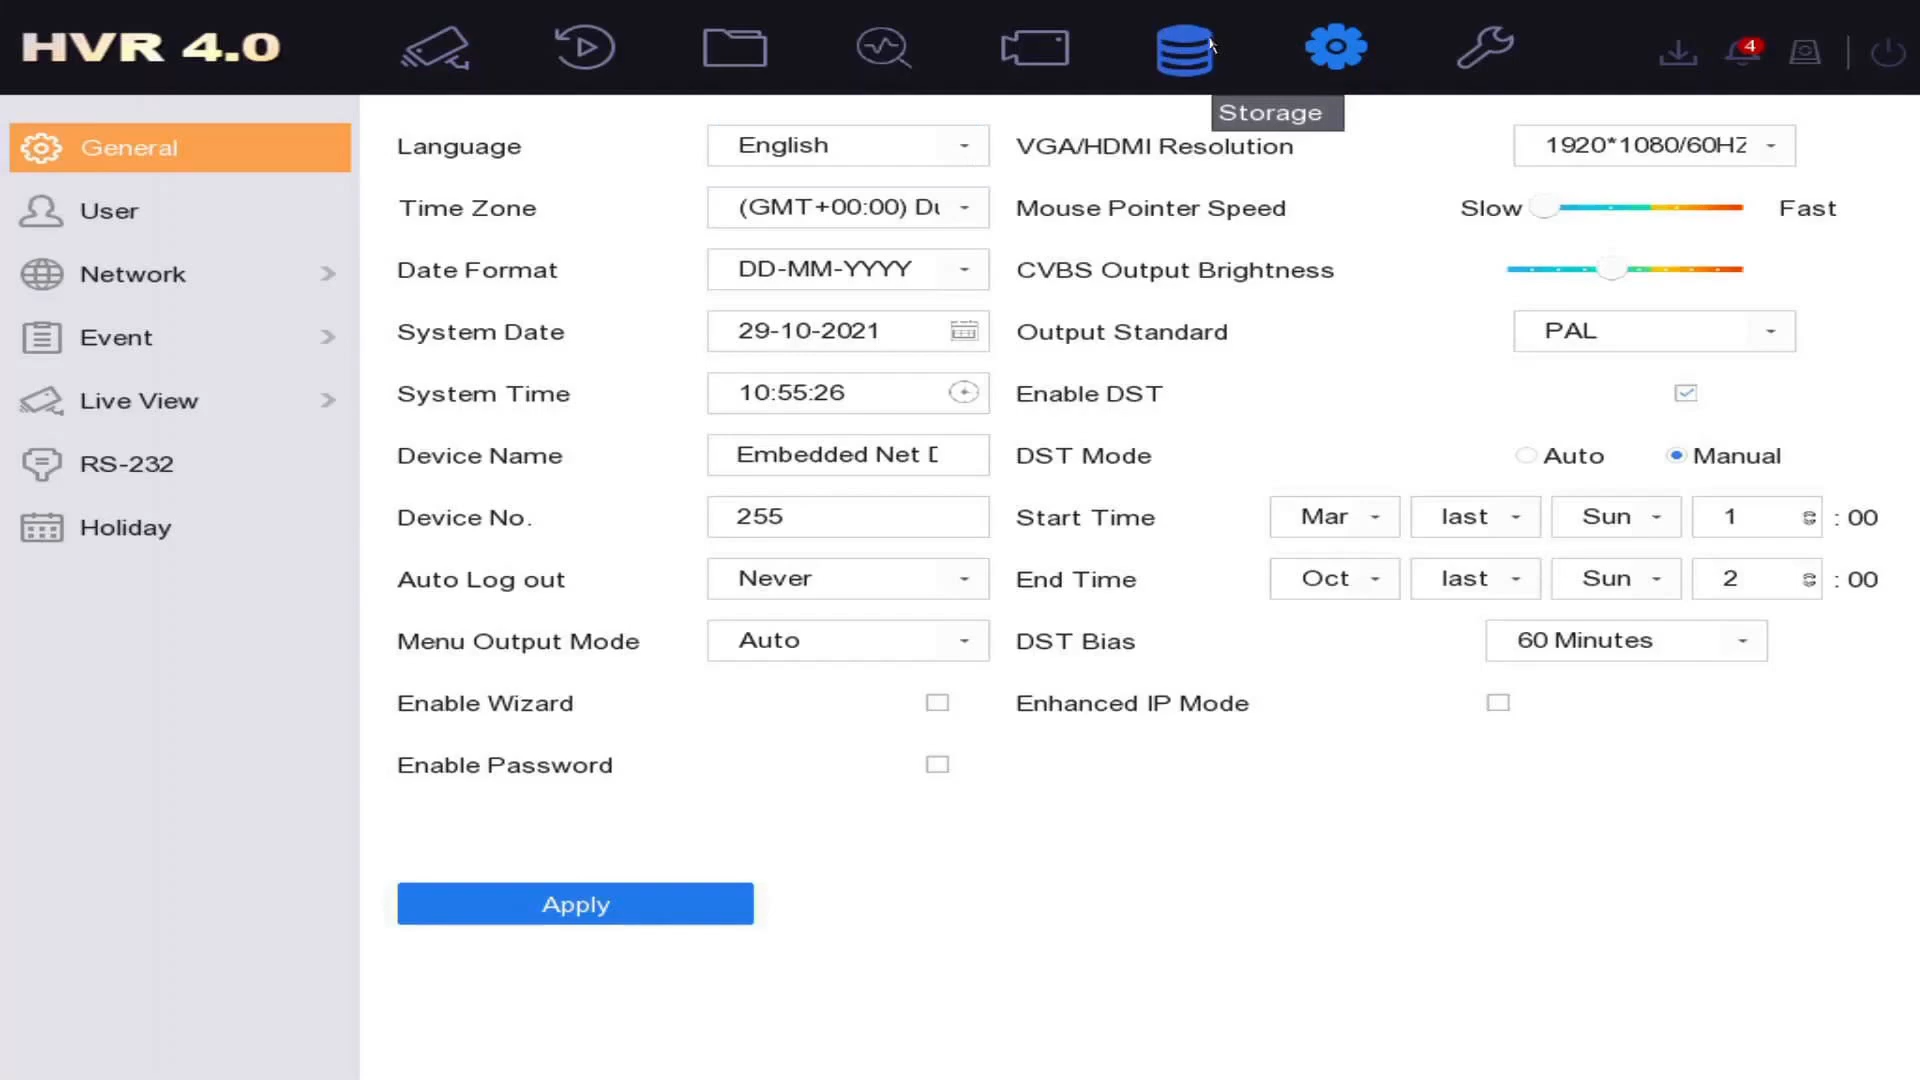 HVR 4.0
4
Storage
General
User
Network
Event
Live View
RS-232
Holiday
Language English
Time Zone (GMT+00:00) Du
Date Format DD-MM-YYYY
System Date 29-10-2021
System Time 10:55:26
Device Name Embedded Net D
Device No. 255
Auto Log out Never
Menu Output Mode Auto
Enable Wizard
Enable Password
VGA/HDMI Resolution 1920*1080/60HZ
Mouse Pointer Speed Slow Fast
CVBS Output Brightness
Output Standard PAL
Enable DST
DST Mode Auto Manual
Start Time Mar last Sun 1 : 00
End Time Oct last Sun 2 : 00
DST Bias 60 Minutes
Enhanced IP Mode
Apply